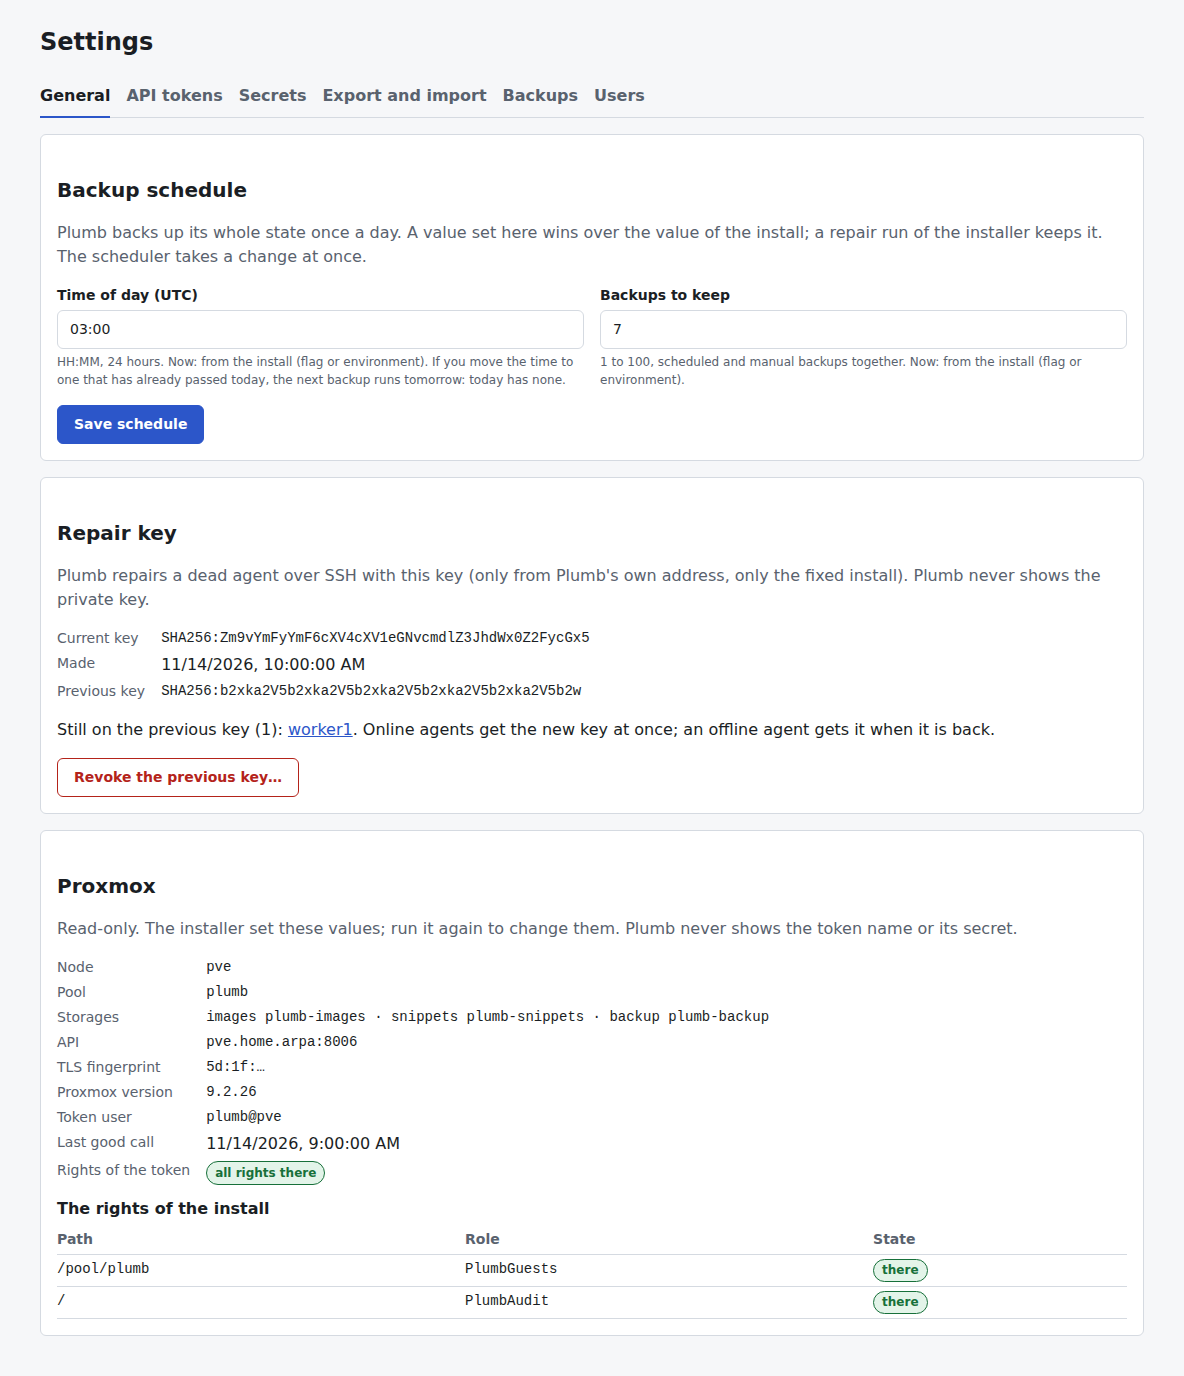 Settings
General API tokens Secrets Export and import Backups Users
Backup schedule
Plumb backs up its whole state once a day. A value set here wins over the value of the install; a repair run of the installer keeps it.
The scheduler takes a change at once.
Time of day (UTC)
03:00
HH:MM, 24 hours. Now: from the install (flag or environment). If you move the time to
one that has already passed today, the next backup runs tomorrow: today has none.
Backups to keep
7
1 to 100, scheduled and manual backups together. Now: from the install (flag or
environment).
Save schedule
Repair key
Plumb repairs a dead agent over SSH with this key (only from Plumb's own address, only the fixed install). Plumb never shows the
private key.
Current key SHA256:Zm9vYmFyYmF6cXV4cXV1eGNvcmdlZ3JhdWx0Z2FycGx5
Made 11/14/2026, 10:00:00 AM
Previous key SHA256:b2xka2V5b2xka2V5b2xka2V5b2xka2V5b2xka2V5b2w
Still on the previous key (1): worker1. Online agents get the new key at once; an offline agent gets it when it is back.
Revoke the previous key…
Proxmox
Read-only. The installer set these values; run it again to change them. Plumb never shows the token name or its secret.
Node pve
Pool plumb
Storages images plumb-images · snippets plumb-snippets · backup plumb-backup
API pve.home.arpa:8006
TLS fingerprint 5d:1f:…
Proxmox version 9.2.26
Token user plumb@pve
Last good call 11/14/2026, 9:00:00 AM
Rights of the token all rights there
The rights of the install
Path Role State
/pool/plumb PlumbGuests there
/ PlumbAudit there